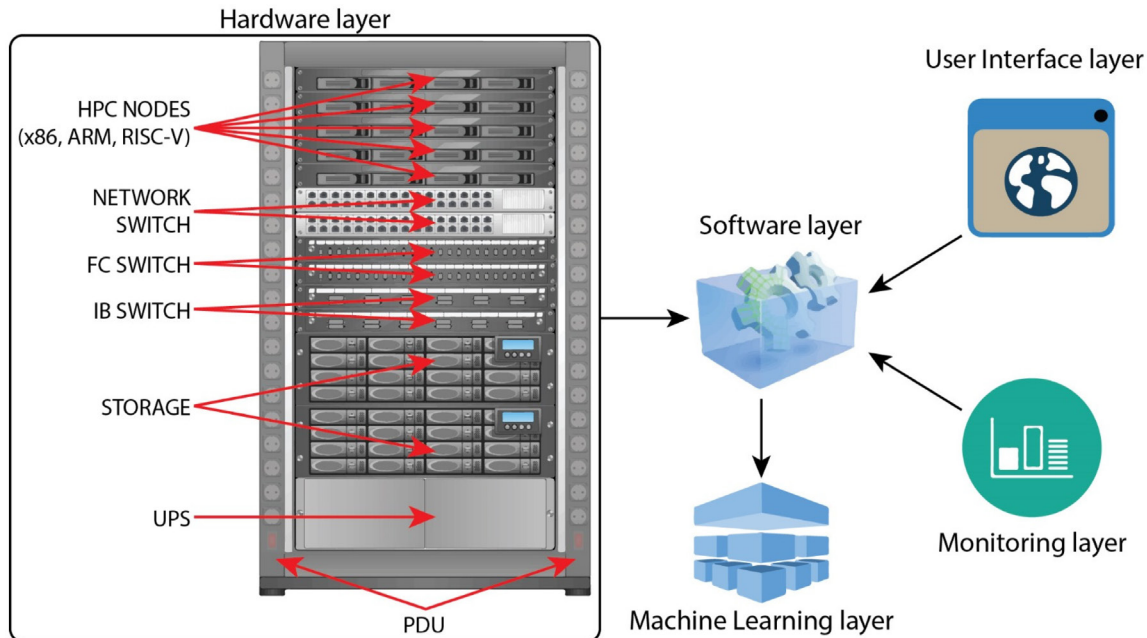 Hardware layer
HPC NODES
(x86, ARM, RISC-V)
NETWORK
SWITCH
FC SWITCH
IB SWITCH
STORAGE
UPS
PDU
Software layer
User Interface layer
Monitoring layer
Machine Learning layer